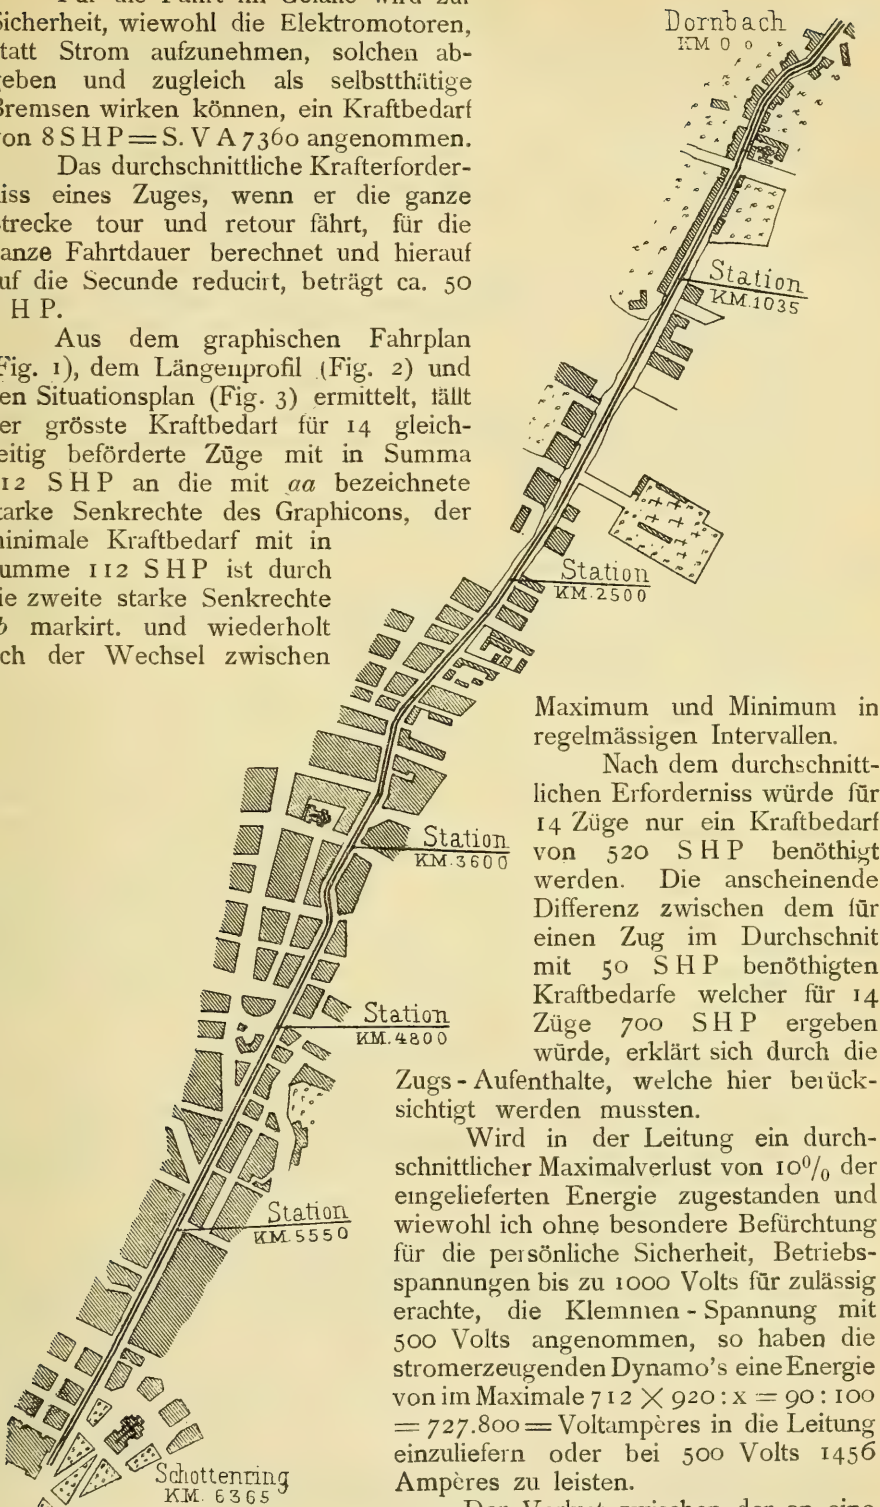 Sicherheit, wiewohl die Elektromotoren,
statt Strom aufzunehmen, solchen ab-
geben und zugleich als selbstthätige
Bremsen wirken können, ein Kraftbedarf
von 8 S H P = S. V A 7360 angenommen.
Das durchschnittliche Krafterforder-
niss eines Zuges, wenn er die ganze
Strecke tour und retour fährt, für die
ganze Fahrtdauer berechnet und hierauf
auf die Secunde reducirt, beträgt ca. 50
H P.
Aus dem graphischen Fahrplan
(Fig. 1), dem Längenprofil (Fig. 2) und
den Situationsplan (Fig. 3) ermittelt, fällt
der grösste Kraftbedarf für 14 gleich-
zeitig beförderte Züge mit in Summa
712 S H P an die mit aa bezeichnete
starke Senkrechte des Graphicons, der
minimale Kraftbedarf mit in
Summe 112 S H P ist durch
die zweite starke Senkrechte
b markirt. und wiederholt
sich der Wechsel zwischen
Maximum und Minimum in
regelmässigen Intervallen.
Nach dem durchschnitt-
lichen Erforderniss würde für
14 Züge nur ein Kraftbedarf
von 520 S H P benöthigt
werden. Die anscheinende
Differenz zwischen dem für
einen Zug im Durchschnit
mit 50 S H P benöthigten
Kraftbedarfe welcher für 14
Züge 700 S H P ergeben
würde, erklärt sich durch die
Zugs - Aufenthalte, welche hier berück-
sichtigt werden mussten.
Wird in der Leitung ein durch-
schnittlicher Maximalverlust von 10% der
eingelieferten Energie zugestanden und
wiewohl ich ohne besondere Befürchtung
für die persönliche Sicherheit, Betriebs-
spannungen bis zu 1000 Volts für zulässig
erachte, die Klemmen - Spannung mit
500 Volts angenommen, so haben die
stromerzeugenden Dynamo's eine Energie
von im Maximale 712 × 920 : x = 90 : 100
= 727.800 = Voltampères in die Leitung
einzuliefern oder bei 500 Volts 1456
Ampères zu leisten.
Dornbach
KM 0
Station
KM. 1035
Station
KM. 2500
Station
KM. 3600
Station
KM. 4800
Station
KM. 5550
Schottenring
KM. 6365